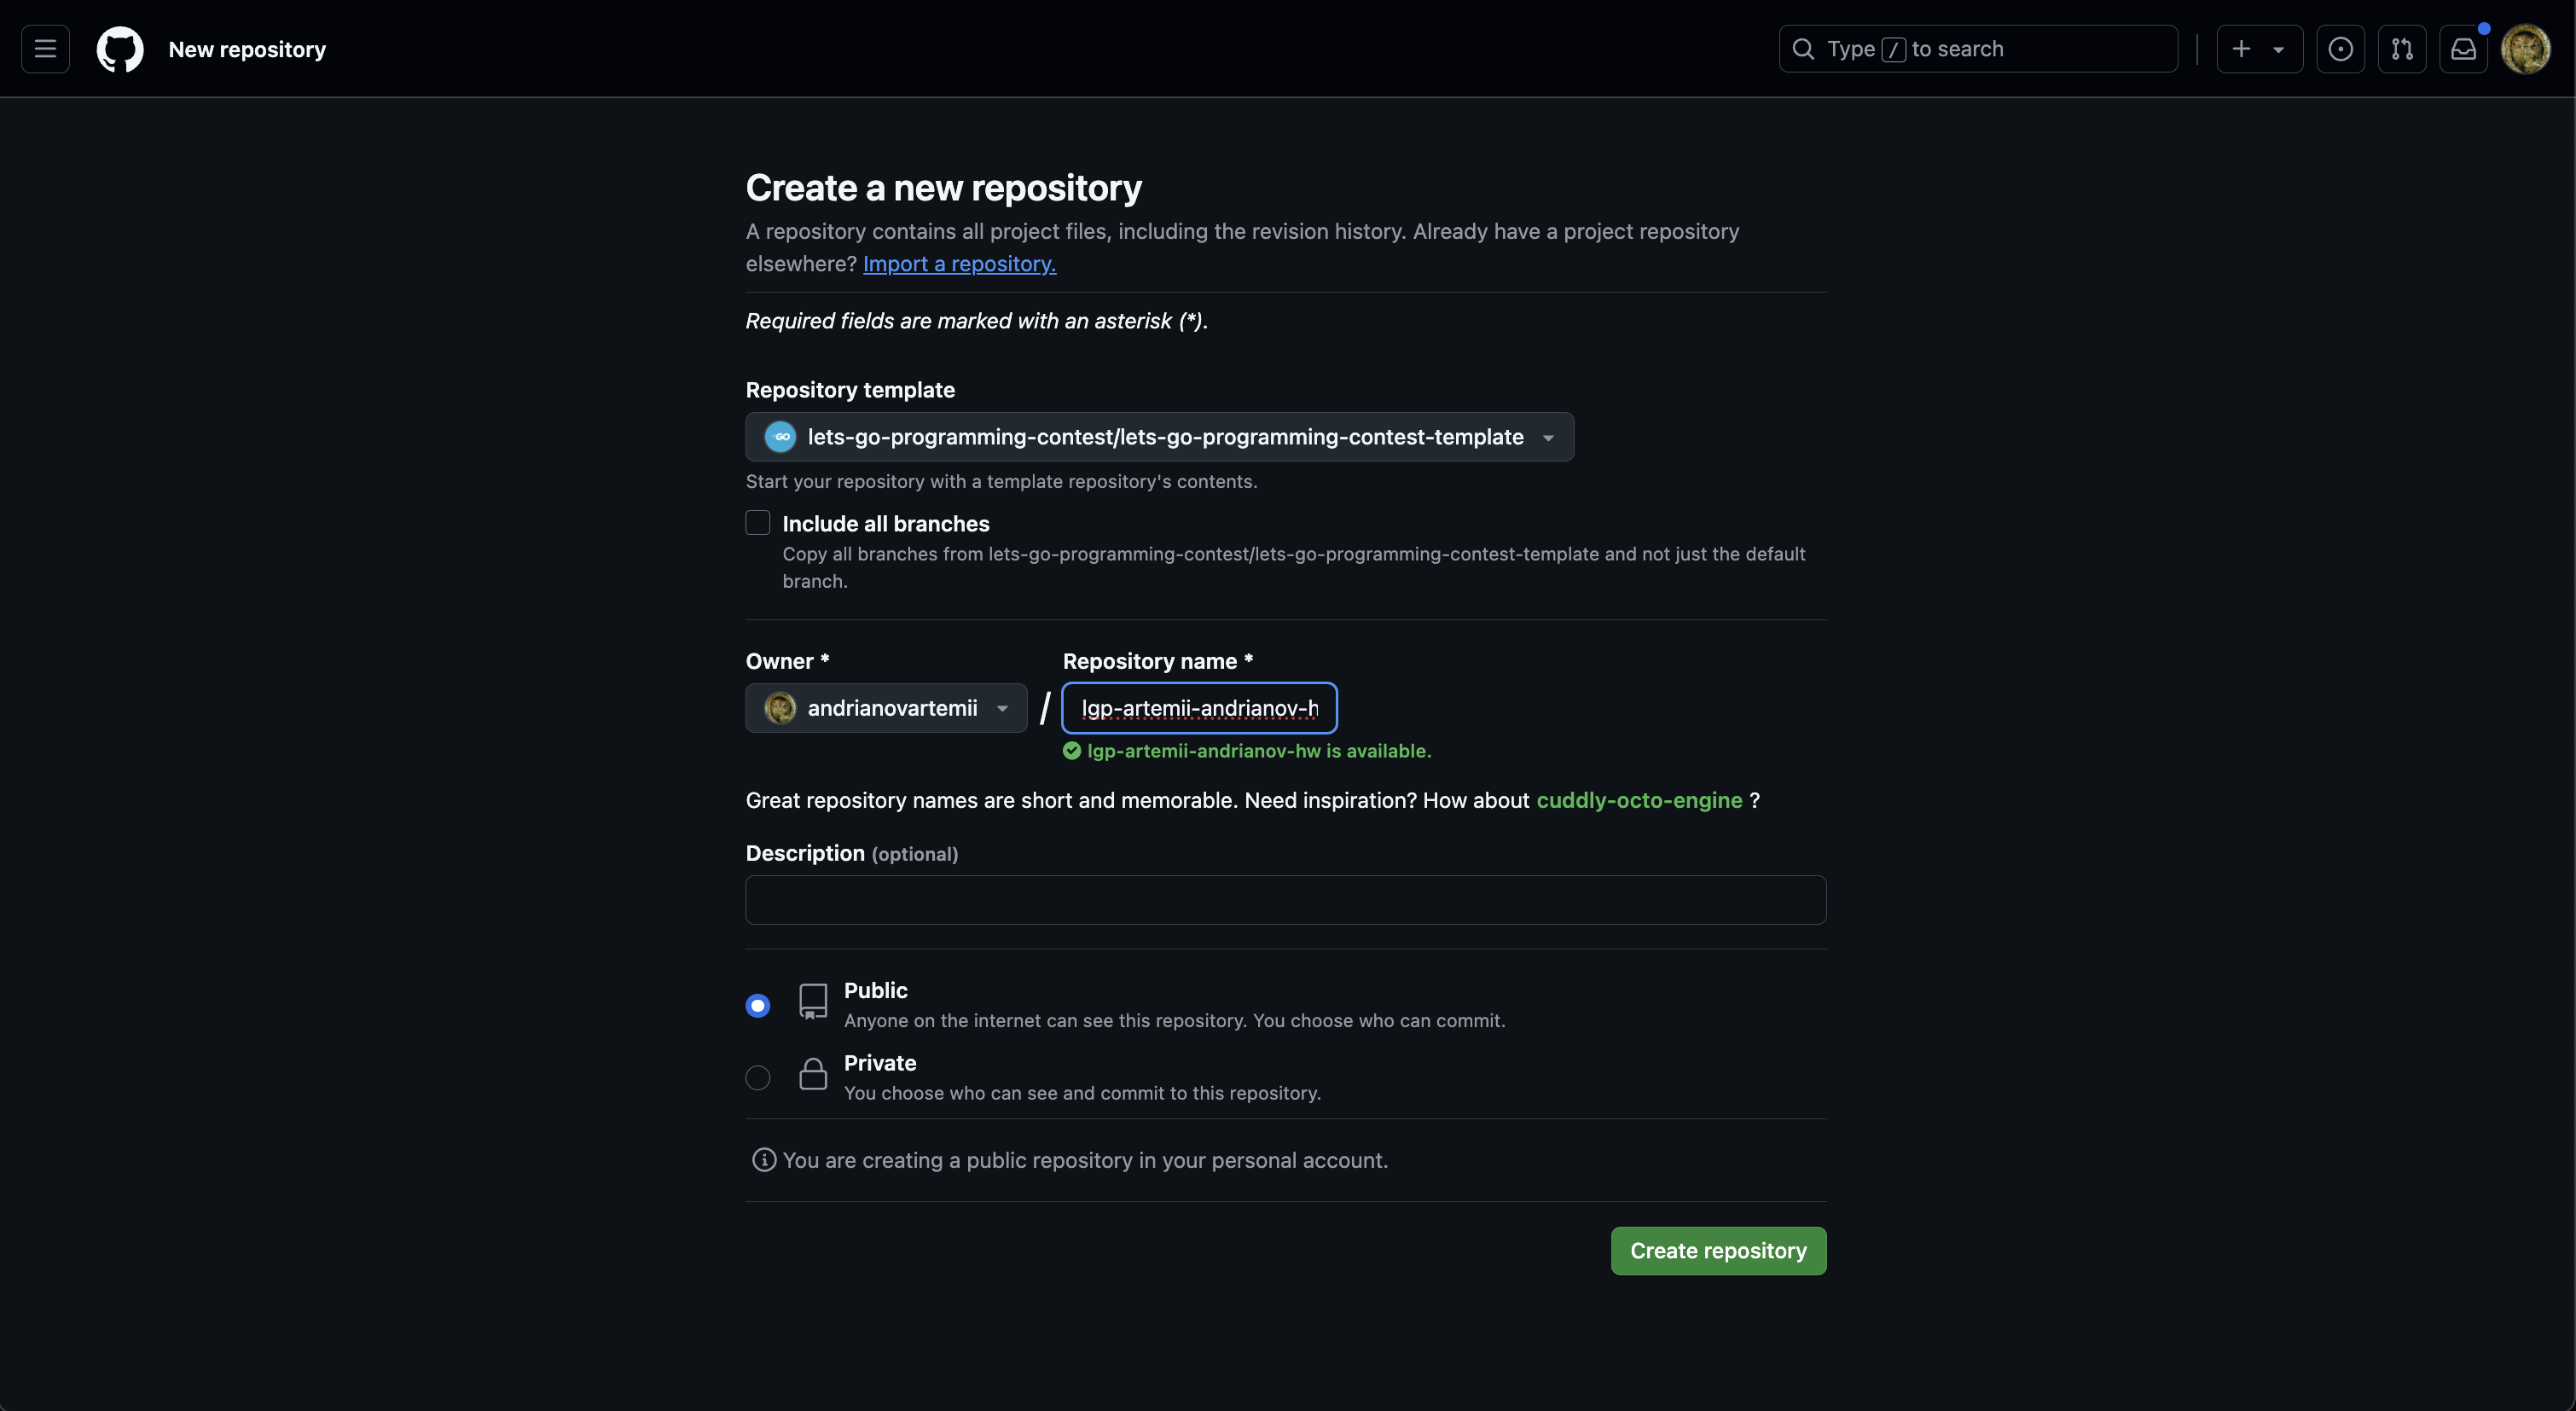 New repository
Type / to search
Create a new repository
A repository contains all project files, including the revision history. Already have a project repository
elsewhere? Import a repository.
Required fields are marked with an asterisk (*).
Repository template
GO lets-go-programming-contest/lets-go-programming-contest-template
Start your repository with a template repository's contents.
Include all branches
Copy all branches from lets-go-programming-contest/lets-go-programming-contest-template and not just the default
branch.
Owner * Repository name *
andrianovartemii / lgp-artemii-andrianov-h
lgp-artemii-andrianov-hw is available.
Great repository names are short and memorable. Need inspiration? How about cuddly-octo-engine ?
Description (optional)
Public
Anyone on the internet can see this repository. You choose who can commit.
Private
You choose who can see and commit to this repository.
You are creating a public repository in your personal account.
Create repository